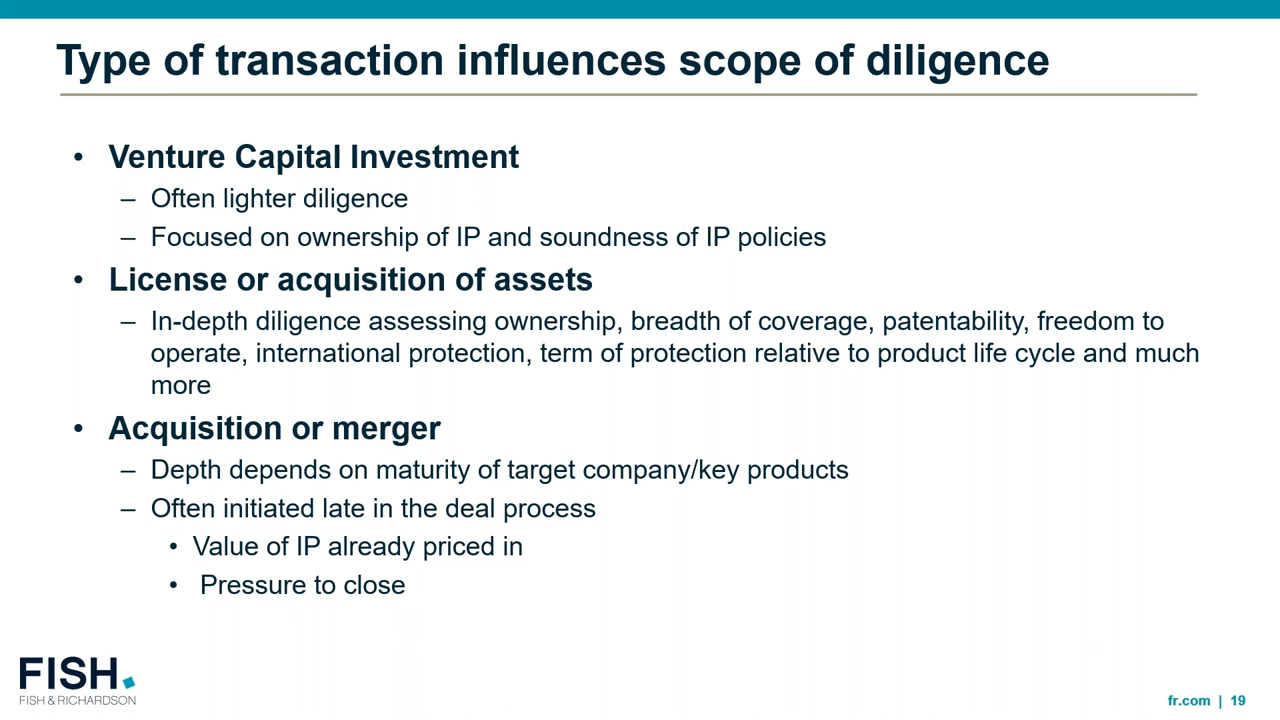 Type of transaction influences scope of diligence
• Venture Capital Investment
– Often lighter diligence
– Focused on ownership of IP and soundness of IP policies
• License or acquisition of assets
– In-depth diligence assessing ownership, breadth of coverage, patentability, freedom to
operate, international protection, term of protection relative to product life cycle and much
more
• Acquisition or merger
– Depth depends on maturity of target company/key products
– Often initiated late in the deal process
• Value of IP already priced in
• Pressure to close
FISH.
FISH & RICHARDSON
fr.com | 19